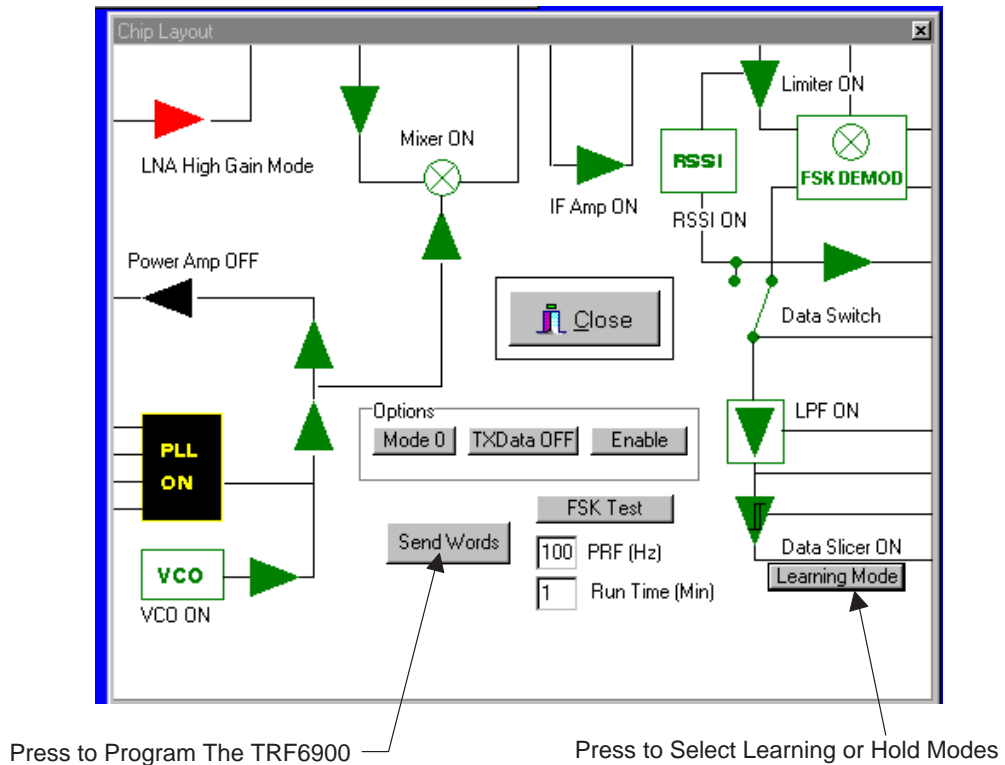 Chip Layout
Limiter ON
Mixer ON
LNA High Gain Mode
RSSI
FSK DEMOD
IF Amp ON
RSSI ON
Power Amp OFF
Close
Data Switch
Options
Mode 0
TXData OFF
Enable
LPF ON
PLL
ON
FSK Test
Send Words
100 PRF (Hz)
Data Slicer ON
VCO
1 Run Time (Min)
Learning Mode
VCO ON
Press to Program The TRF6900
Press to Select Learning or Hold Modes